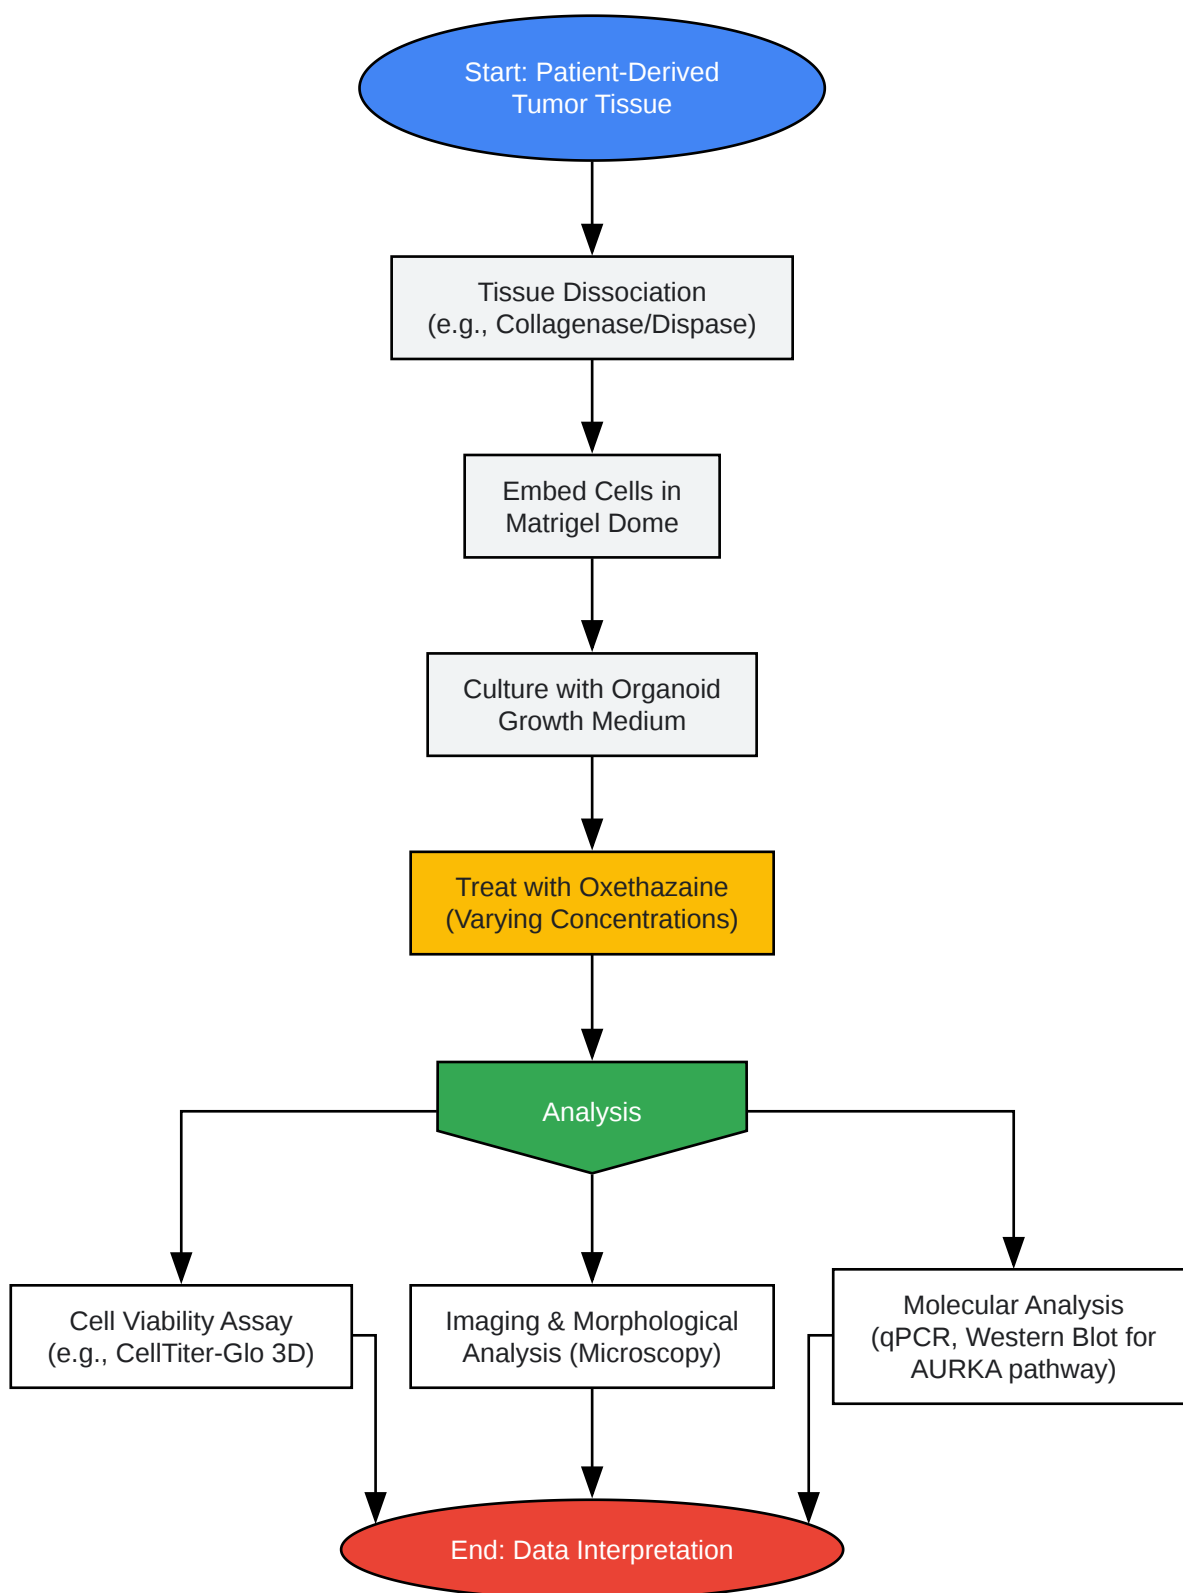 Start: Patient-Derived
Tumor Tissue
Tissue Dissociation
(e.g., Collagenase/Dispase)
Embed Cells in
Matrigel Dome
Culture with Organoid
Growth Medium
Treat with Oxethazaine
(Varying Concentrations)
Analysis
Cell Viability Assay
(e.g., CellTiter-Glo 3D)
Imaging & Morphological
Analysis (Microscopy)
Molecular Analysis
(qPCR, Western Blot for
AURKA pathway)
End: Data Interpretation